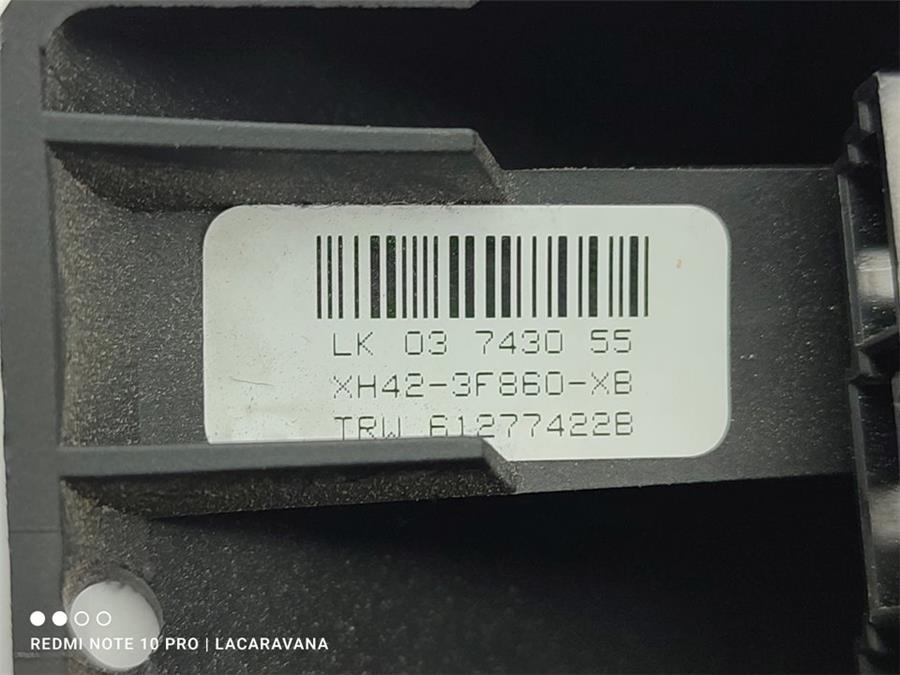 LK 03 7430 55
XH42-3F860-XB
TRW 61277422B
REDMI NOTE 10 PRO | LACARAVANA